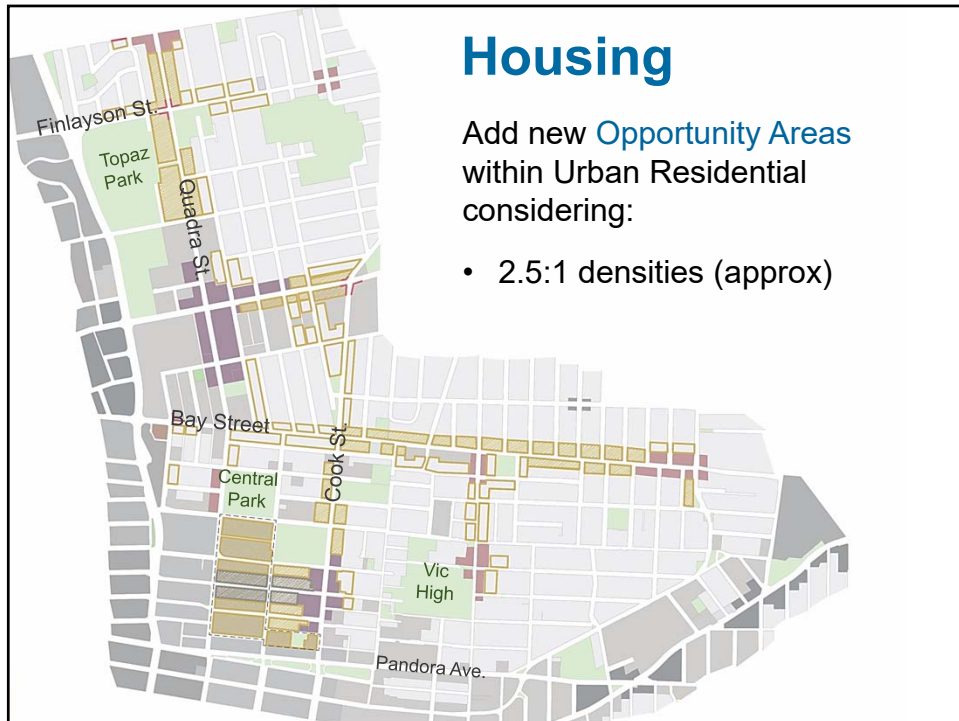 Housing
Add new Opportunity Areas
within Urban Residential
considering:
• 2.5:1 densities (approx)
Finlayson St.
Topaz
Park
Quadra St.
Bay Street
Cook St.
Central
Park
Vic
High
Pandora Ave.